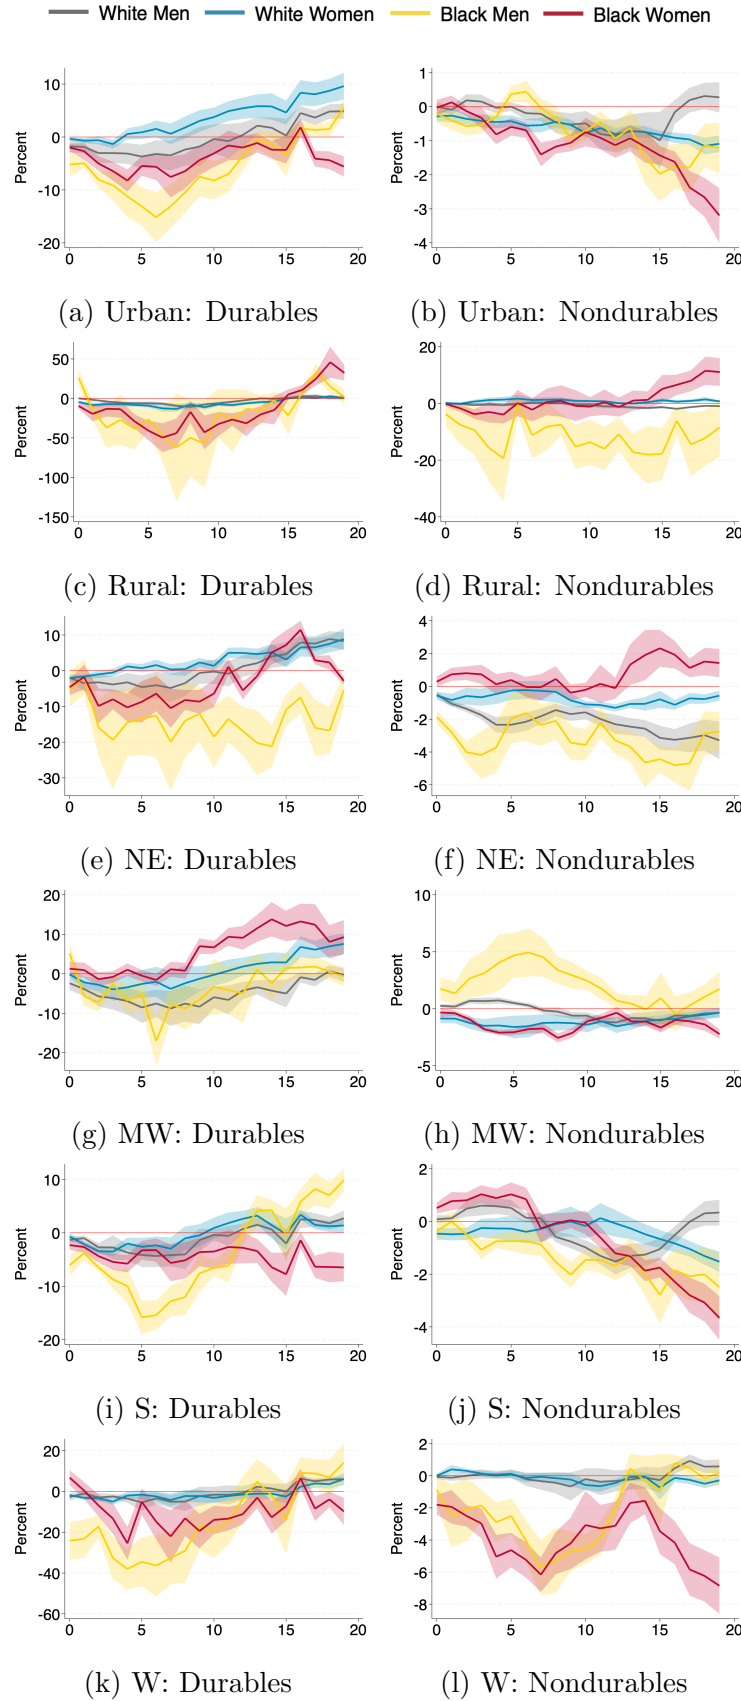 White Men White Women Black Men Black Women
Percent
10
0
-10
-20
0 5 10 15 20
(a) Urban: Durables
Percent
1
0
-1
-2
-3
-4
0 5 10 15 20
(b) Urban: Nondurables
Percent
50
0
-50
-100
-150
0 5 10 15 20
(c) Rural: Durables
Percent
20
0
-20
-40
0 5 10 15 20
(d) Rural: Nondurables
Percent
10
0
-10
-20
-30
0 5 10 15 20
(e) NE: Durables
Percent
4
2
0
-2
-4
-6
0 5 10 15 20
(f) NE: Nondurables
Percent
20
10
0
-10
-20
0 5 10 15 20
(g) MW: Durables
Percent
10
5
0
-5
0 5 10 15 20
(h) MW: Nondurables
Percent
10
0
-10
-20
0 5 10 15 20
(i) S: Durables
Percent
2
0
-2
-4
0 5 10 15 20
(j) S: Nondurables
Percent
20
0
-20
-40
-60
0 5 10 15 20
(k) W: Durables
Percent
2
0
-2
-4
-6
-8
0 5 10 15 20
(l) W: Nondurables